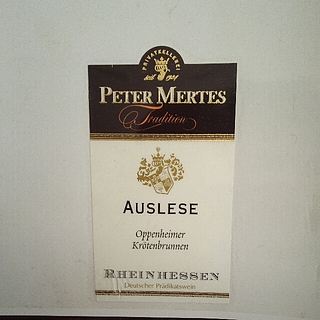 PRIVATKELLEREI
seit 1924
PETER MERTES
Tradition
AUSLESE
Oppenheimer
Krötenbrunnen
RHEINHESSEN
Deutscher Prädikatswein